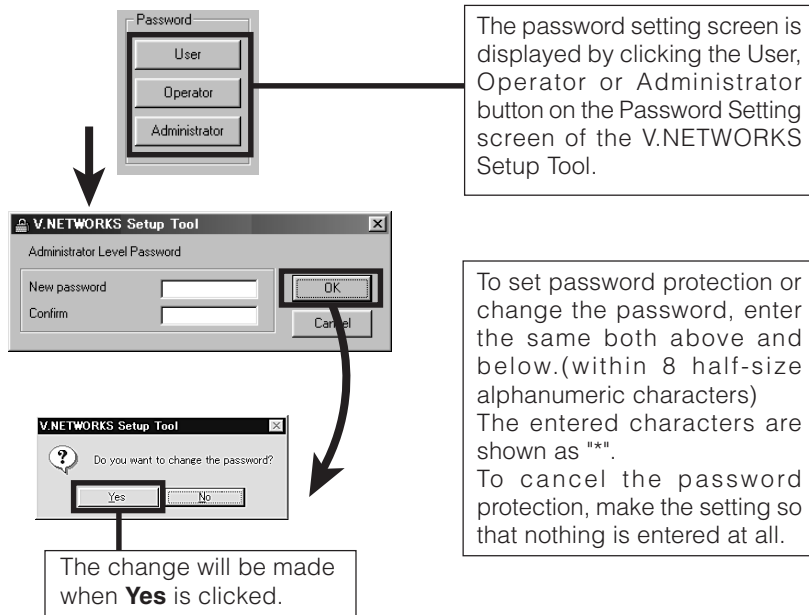 Password
User
Operator
Administrator
The password setting screen is
displayed by clicking the User,
Operator or Administrator
button on the Password Setting
screen of the V.NETWORKS
Setup Tool.
V.NETWORKS Setup Tool
Administrator Level Password
New password
Confirm
OK
Cancel
To set password protection or
change the password, enter
the same both above and
below.(within 8 half-size
alphanumeric characters)
The entered characters are
shown as "*".
To cancel the password
protection, make the setting so
that nothing is entered at all.
V.NETWORKS Setup Tool
Do you want to change the password?
Yes
No
The change will be made
when Yes is clicked.